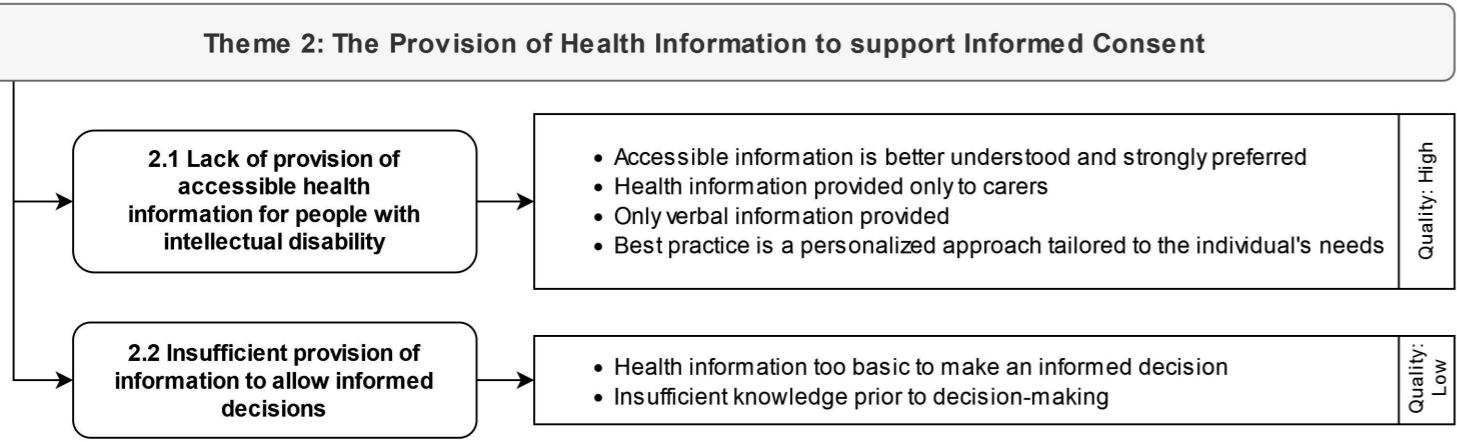 Theme 2: The Provision of Health Information to support Informed Consent
2.1 Lack of provision of
accessible health
information for people with
intellectual disability
• Accessible information is better understood and strongly preferred
• Health information provided only to carers
• Only verbal information provided
• Best practice is a personalized approach tailored to the individual's needs
Quality: High
2.2 Insufficient provision of
information to allow informed
decisions
• Health information too basic to make an informed decision
• Insufficient knowledge prior to decision-making
Quality:
Low